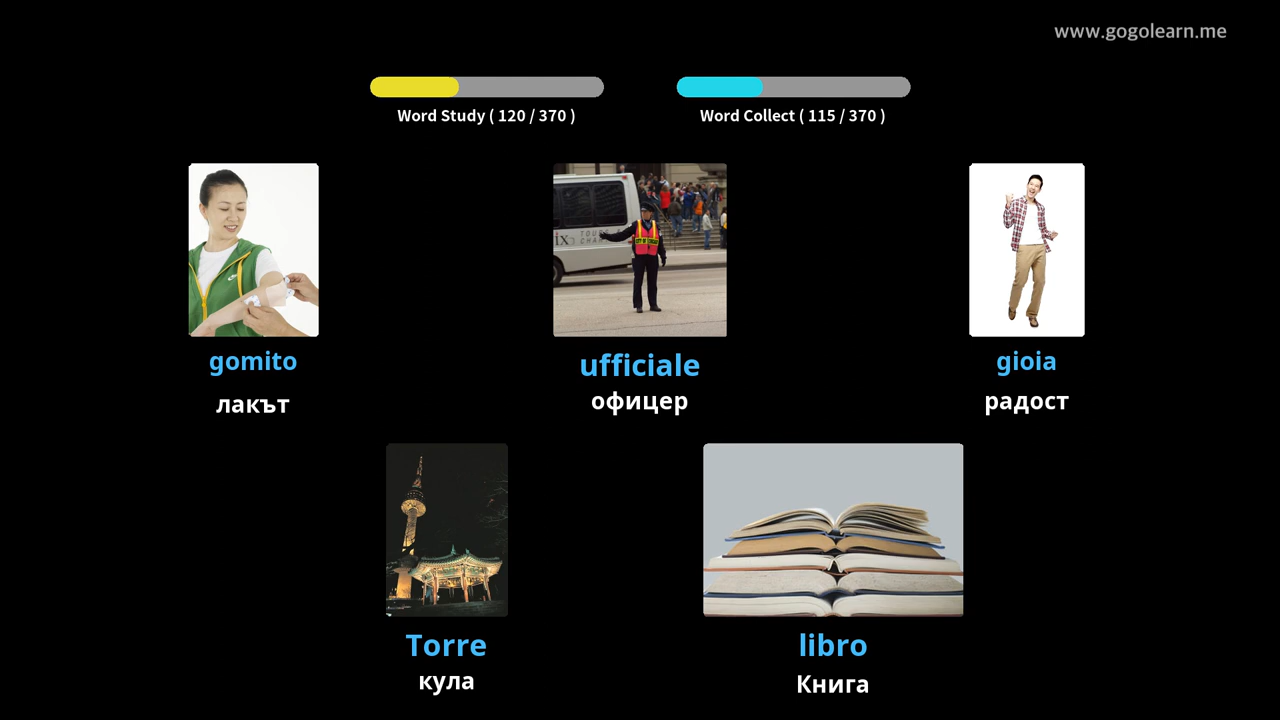 www.gogolearn.me
Word Study ( 120 / 370 )
Word Collect ( 115 / 370 )
gomito
лакът
ufficiale
офицер
gioia
радост
Torre
кула
libro
Книга